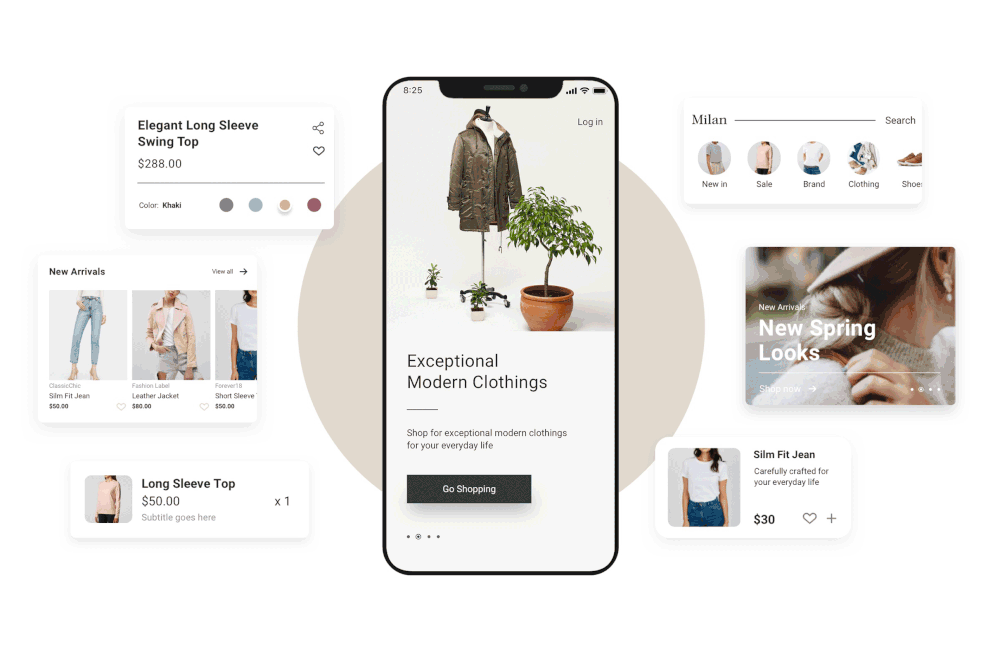 Elegant Long Sleeve
Swing Top
$288.00
Color: Khaki
New Arrivals
View all
ClassicChic
Silm Fit Jean
$50.00
Fashion Label
Leather Jacket
$80.00
Forever18
Short Sleeve
$50.00
Long Sleeve Top
$50.00
x 1
Subtitle goes here
8:25
Log in
Exceptional
Modern Clothings
Shop for exceptional modern clothings
for your everyday life
Go Shopping
Milan
Search
New in
Sale
Brand
Clothing
Shoes
New Arrivals
New Spring
Looks
Shop now
Silm Fit Jean
Carefully crafted for
your everyday life
$30